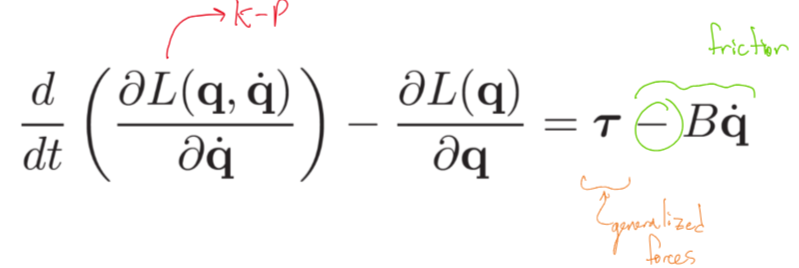 K-P
friction
d/dt ( ∂L(q, q̇)/∂q̇ ) − ∂L(q)/∂q = τ − Bq̇
generalized
forces